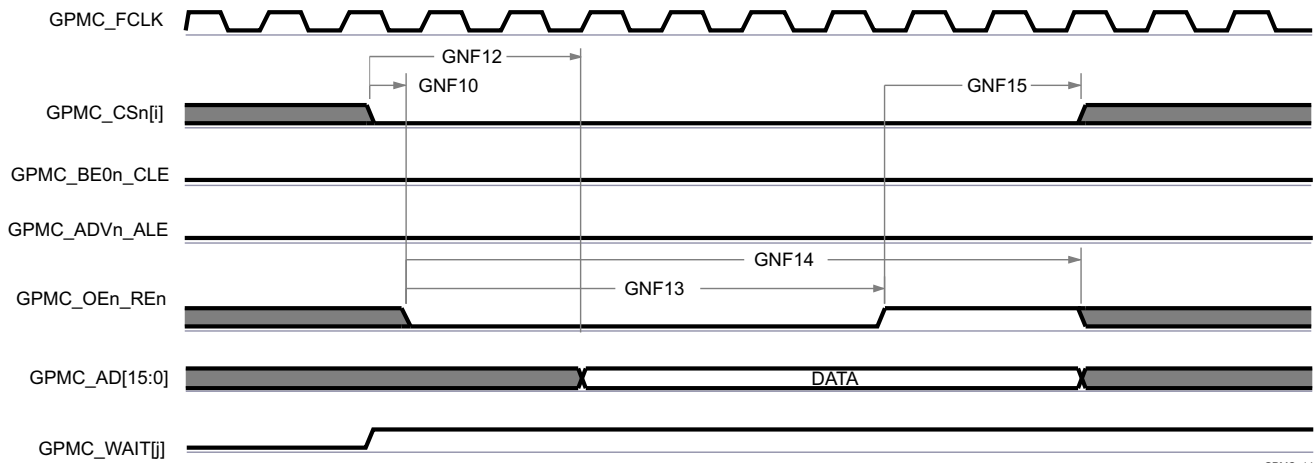 GPMC_FCLK
GNF12
GNF10
GNF15
GPMC_CSn[i]
GPMC_BE0n_CLE
GPMC_ADVn_ALE
GNF14
GNF13
GPMC_OEn_REn
GPMC_AD[15:0]
DATA
GPMC_WAIT[j]